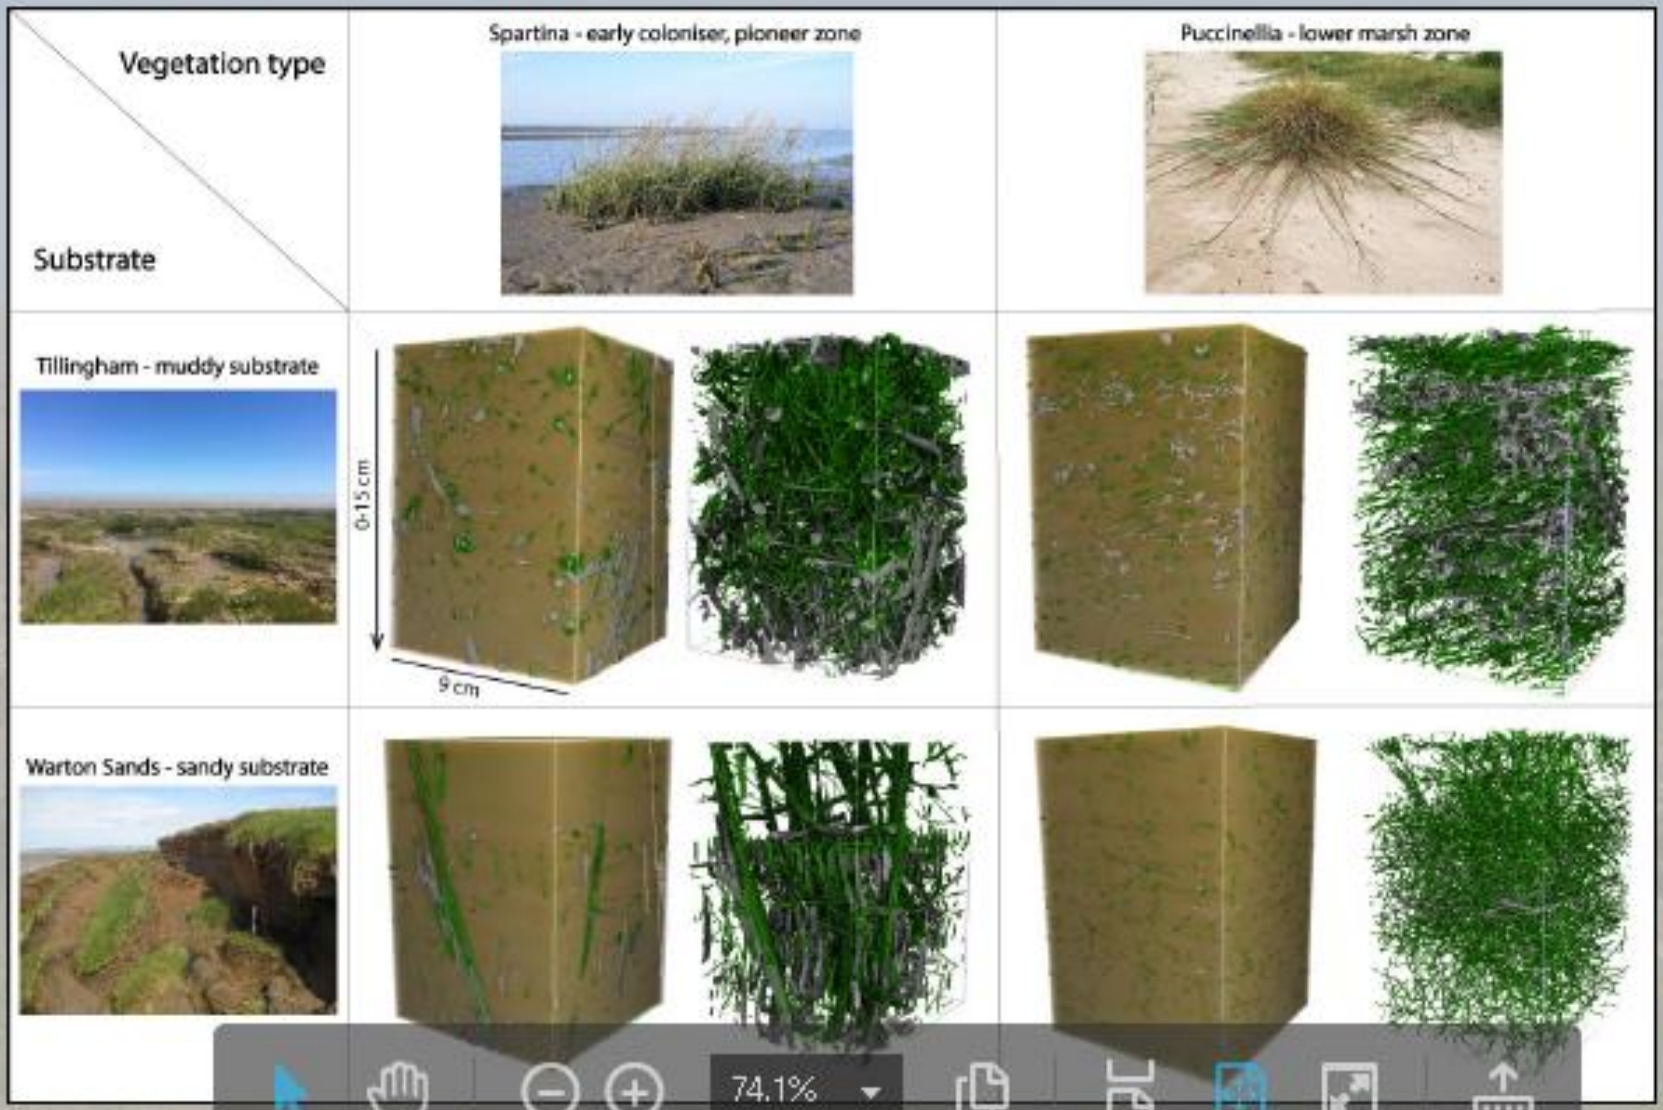 Vegetation type
Substrate
Spartina - early coloniser, pioneer zone
Puccinellia - lower marsh zone
Tillingham - muddy substrate
0-15 cm
9 cm
Warton Sands - sandy substrate
74.1%